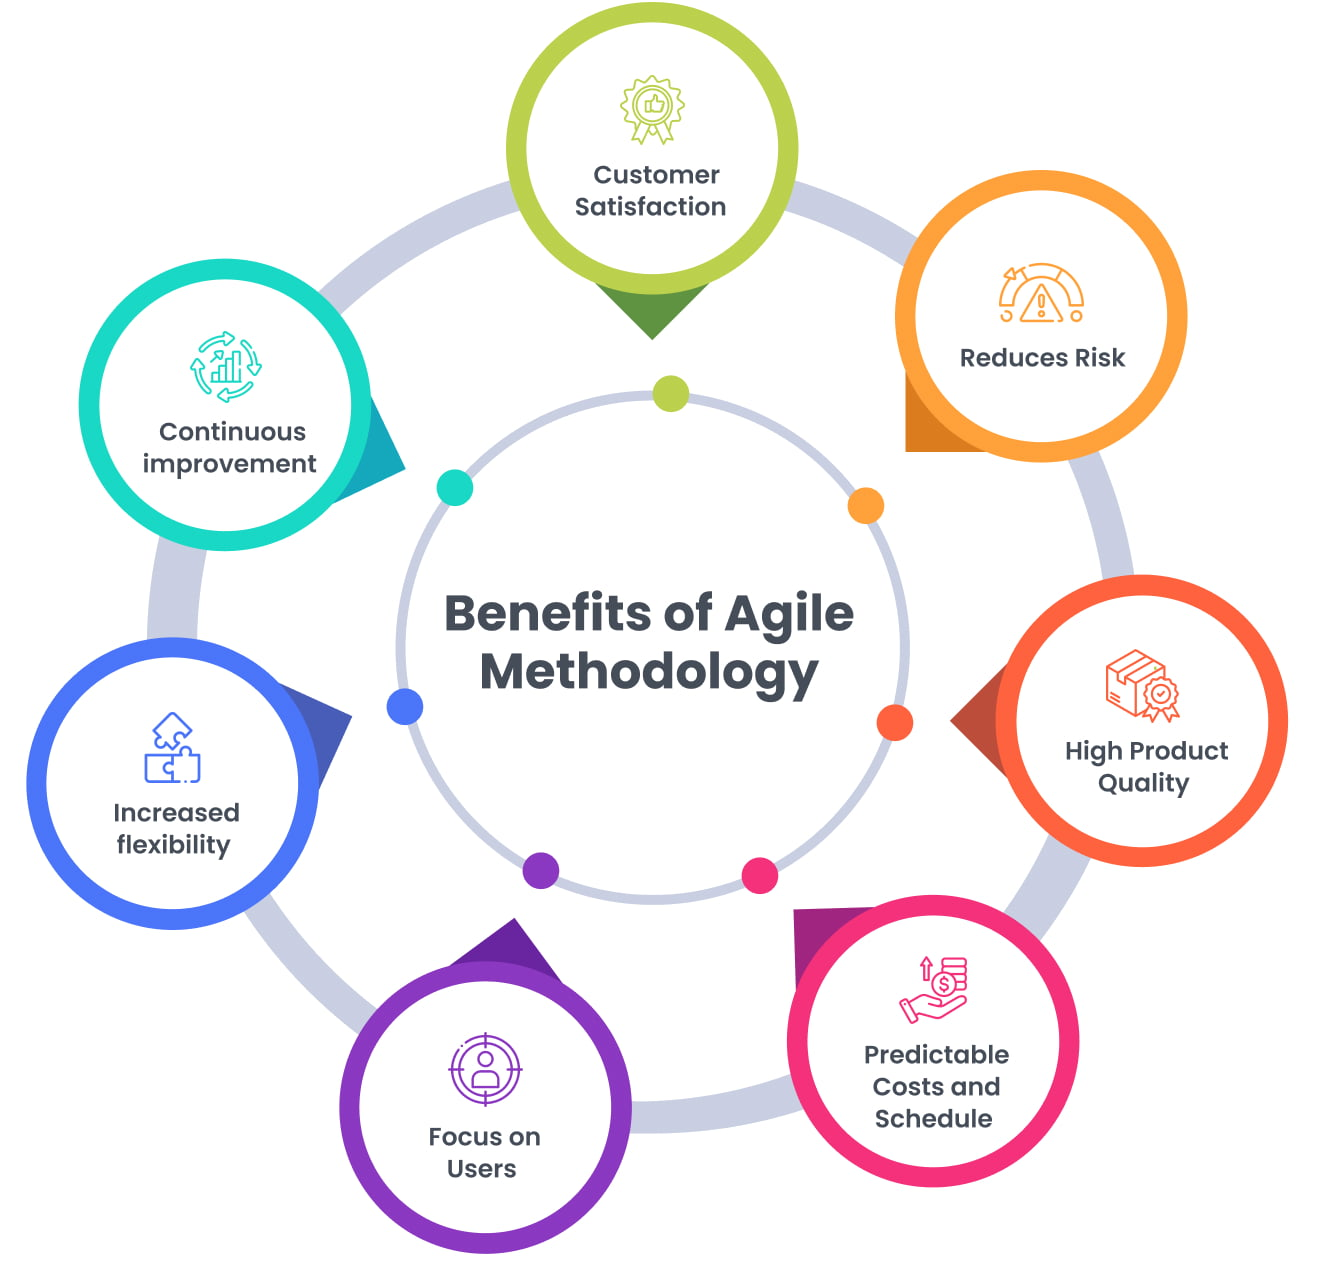 Customer
Satisfaction
Reduces Risk
Continuous
improvement
Benefits of Agile
Methodology
High Product
Quality
Increased
flexibility
Predictable
Costs and
Schedule
Focus on
Users